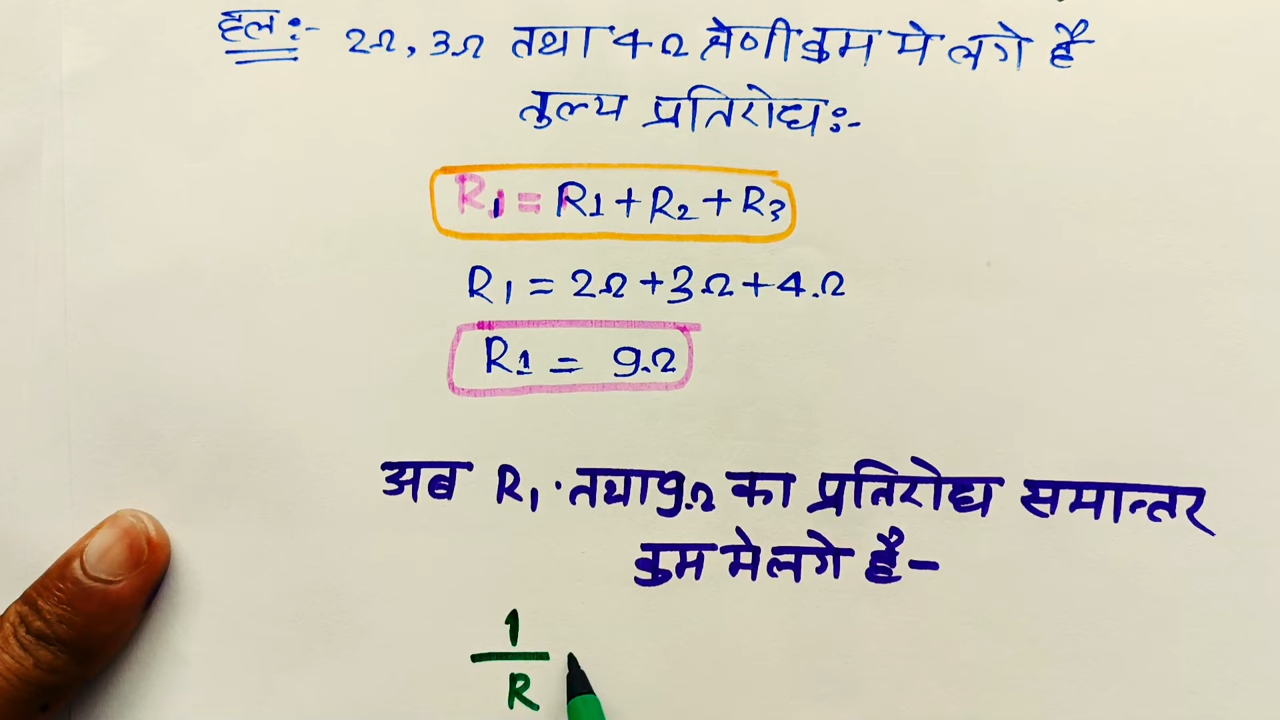 हल:- 2Ω, 3Ω तथा 4Ω श्रेणीक्रम मे लगे है
तुल्य प्रतिरोध:-
R1 = R1 + R2 + R3
R1 = 2Ω + 3Ω + 4Ω
R1 = 9Ω
अब R1 तथा 9Ω का प्रतिरोध समान्तर
क्रम मे लगे है-
1
R